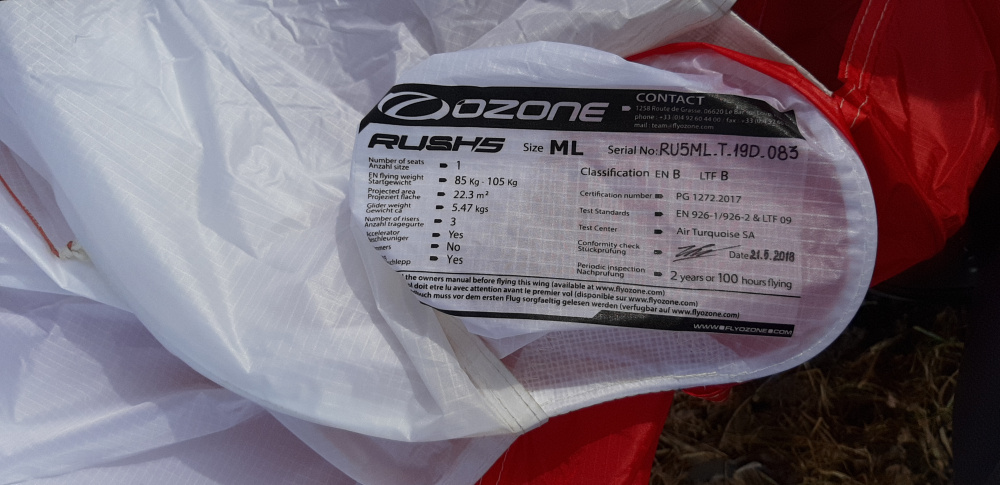 OZONE
CONTACT
1258 Route de Grasse, 06620 Le Bar
phone : +33 (0)4 92 60 44 00 fax : +33 (0)4
mail : team@flyozone.com
RUSH5 Size ML Serial No: RU5ML.T.19D.083
Number of seats
Anzahl sitze 1
EN flying weight
Startgewicht 85 Kg - 105 Kg
Projected area
Projeziert flache 22.3 m²
Glider weight
Gewicht ca 5.47 kgs
Number of risers
Anzahl tragegurte 3
Accelerator
Yes
No
Yes
Classification EN B LTF B
Certification number PG 1272.2017
Test Standards EN 926-1/926-2 & LTF 09
Test Center Air Turquoise SA
Conformity check
Stückprüfung Date 21.6.2018
Periodic inspection
Nachprufung 2 years or 100 hours flying
the owners manual before flying this wing (available at www.flyozone.com)
doit etre lu avec attention avant le premier vol (disponible sur www.flyozone.com)
muss vor dem ersten Flug sorgfaeltig gelesen werden (verfugbar auf www.flyozone.com)
WWW.FLYOZONE.COM